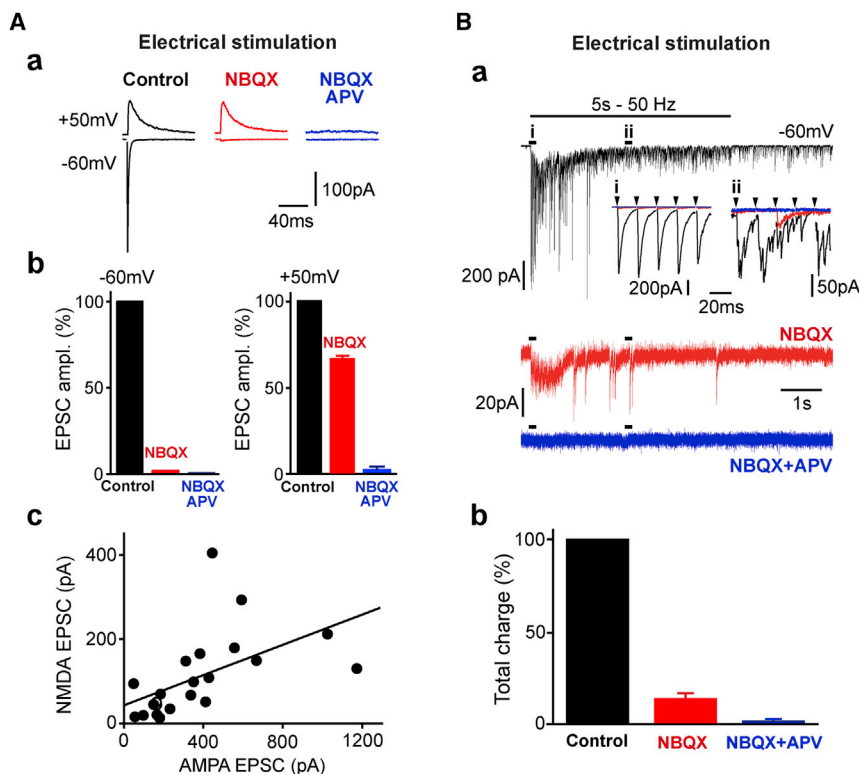 A
Electrical stimulation
a
Control NBQX NBQX
APV
+50mV
-60mV
100pA
40ms
b
-60mV +50mV
EPSC ampl. (%)
100
50
0
NBQX
Control NBQX
APV
EPSC ampl. (%)
100
50
0
NBQX
Control NBQX
APV
c
NMDA EPSC (pA)
400
200
0
0 400 800 1200
AMPA EPSC (pA)
B
Electrical stimulation
a
5s - 50 Hz
i ii -60mV
i ii
200 pA
200pA
20ms
50pA
NBQX
20pA
1s
NBQX+APV
b
Total charge (%)
100
50
0
Control NBQX NBQX+APV